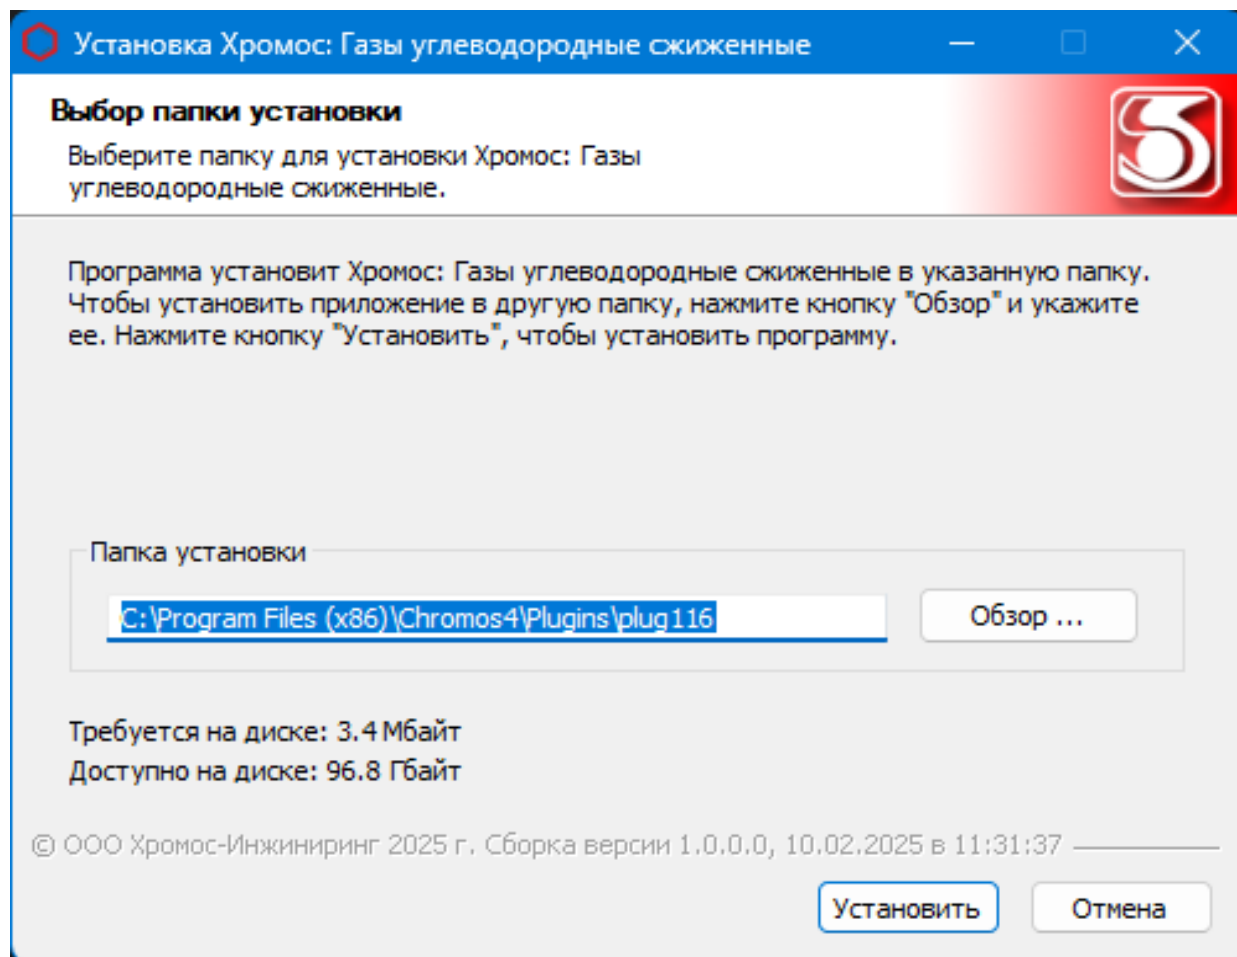 Установка Хромос: Газы углеводородные сжиженные
Выбор папки установки
Выберите папку для установки Хромос: Газы
углеводородные сжиженные.
Программа установит Хромос: Газы углеводородные сжиженные в указанную папку.
Чтобы установить приложение в другую папку, нажмите кнопку "Обзор" и укажите
ее. Нажмите кнопку "Установить", чтобы установить программу.
Папка установки
C:\Program Files (x86)\Chromos4\Plugins\plug116
Обзор ...
Требуется на диске: 3.4 Мбайт
Доступно на диске: 96.8 Гбайт
© ООО Хромос-Инжиниринг 2025 г. Сборка версии 1.0.0.0, 10.02.2025 в 11:31:37
Установить
Отмена